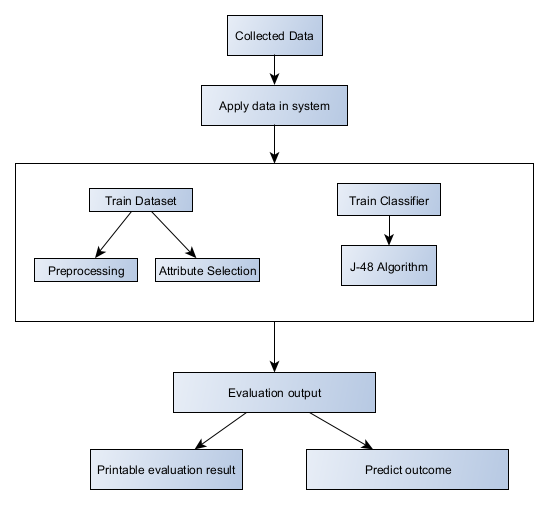 Collected Data
Apply data in system
Train Dataset
Train Classifier
Preprocessing
Attribute Selection
J-48 Algorithm
Evaluation output
Printable evaluation result
Predict outcome